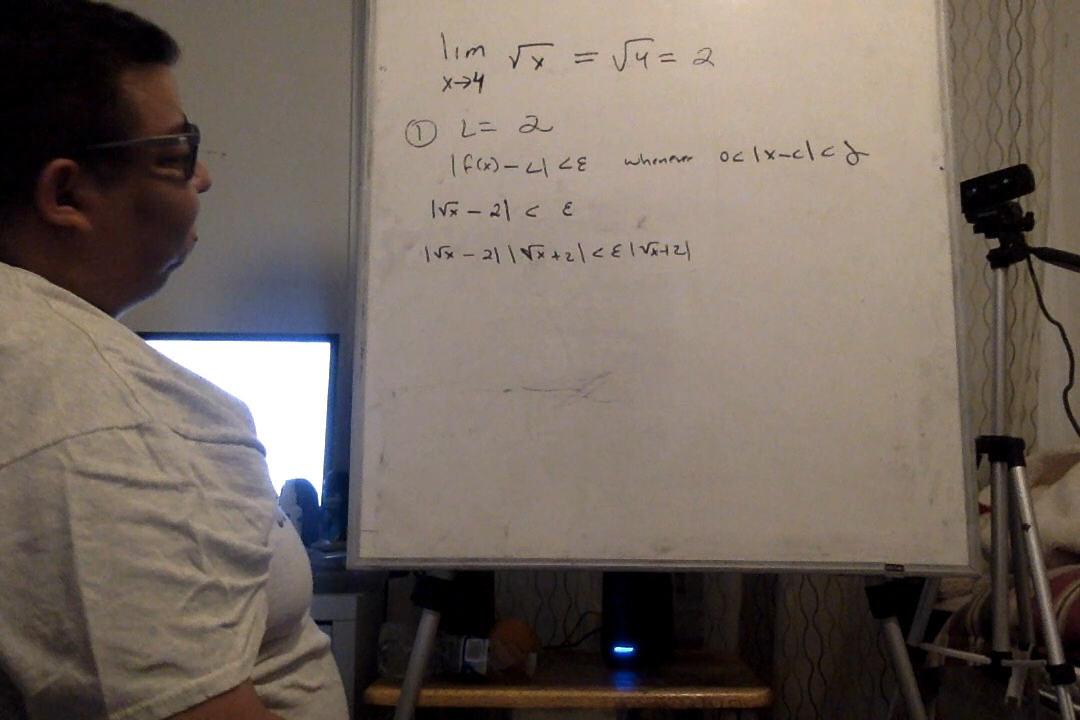 lim √x = √4 = 2
x→4
① L = 2
|f(x) - L| < ε whenever 0 < |x - c| < δ
|√x - 2| < ε
|√x - 2| |√x + 2| < ε |√x + 2|